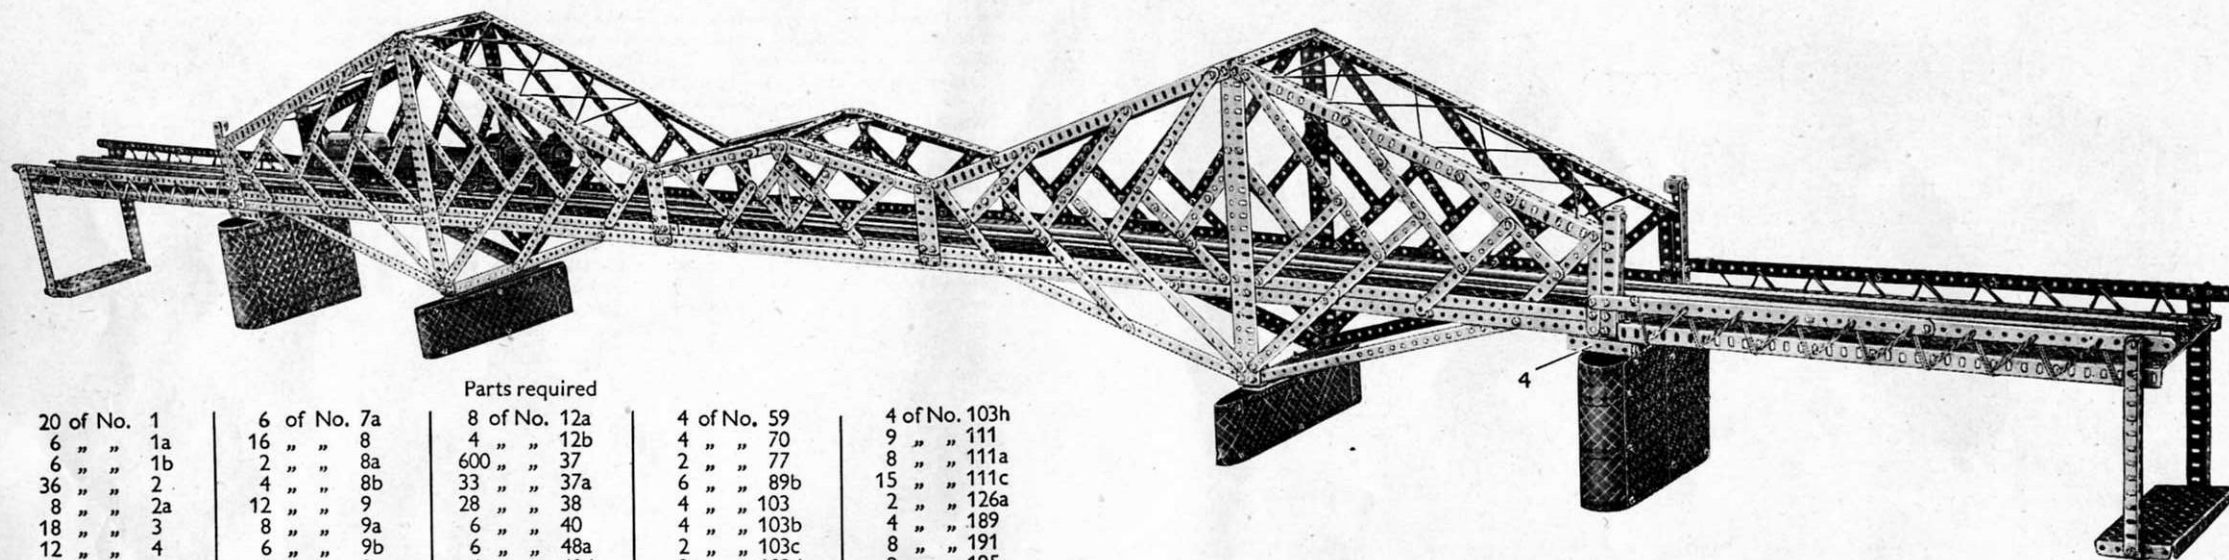 4
Parts required
20 of No. 1
6 „ „ 1a
6 „ „ 1b
36 „ „ 2
8 „ „ 2a
18 „ „ 3
12 „ „ 4
6 of No. 7a
16 „ „ 8
2 „ „ 8a
4 „ „ 8b
12 „ „ 9
8 „ „ 9a
6 „ „ 9b
8 of No. 12a
4 „ „ 12b
600 „ „ 37
33 „ „ 37a
28 „ „ 38
6 „ „ 40
6 „ „ 48a
4 of No. 59
4 „ „ 70
2 „ „ 77
6 „ „ 89b
4 „ „ 103
4 „ „ 103b
2 „ „ 103c
4 of No. 103h
9 „ „ 111
8 „ „ 111a
15 „ „ 111c
2 „ „ 126a
4 „ „ 189
8 „ „ 191